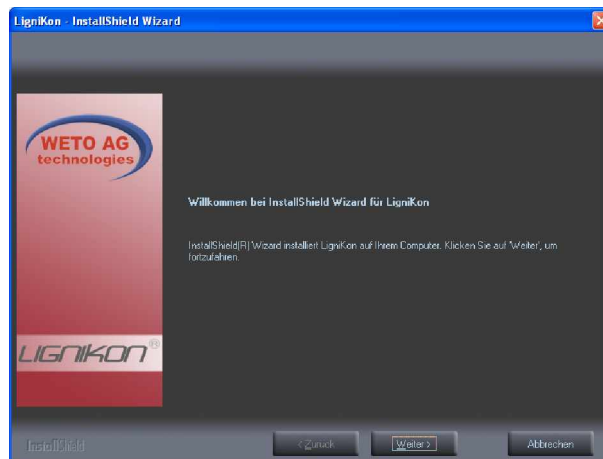 LigniKon - InstallShield Wizard
WETO AG
technologies
Willkommen bei InstallShield Wizard für LigniKon
InstallShield(R) Wizard installiert LigniKon auf Ihrem Computer. Klicken Sie auf 'Weiter', um
fortzufahren.
LIGNIKON®
InstallShield
< Zurück
Weiter >
Abbrechen